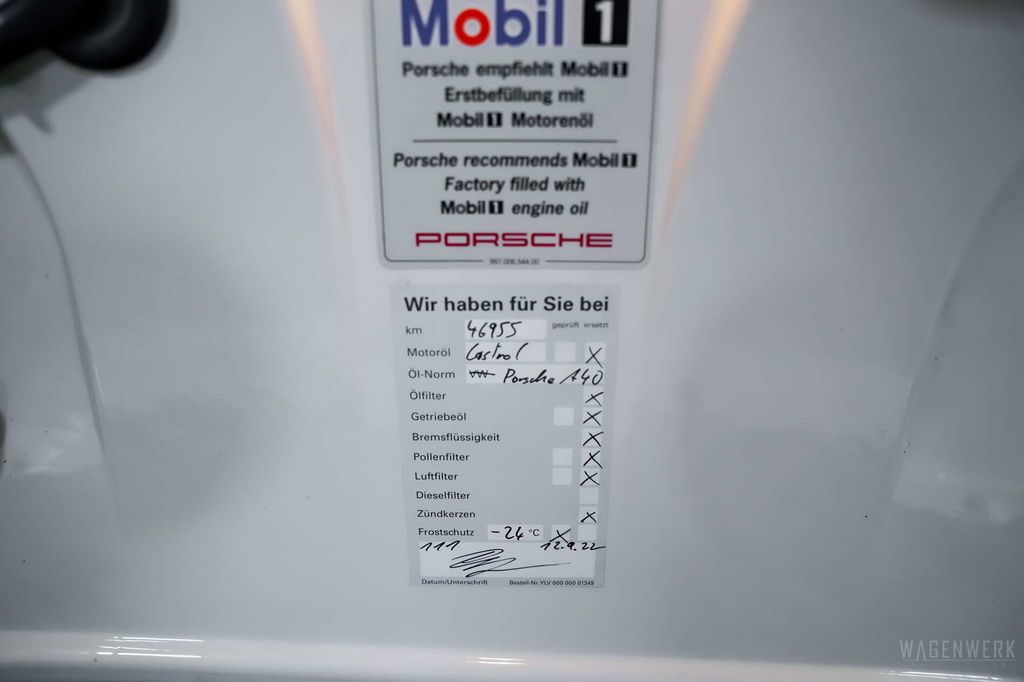 Mobil 1
Porsche empfiehlt Mobil 1
Erstbefüllung mit
Mobil 1 Motorenöl
Porsche recommends Mobil 1
Factory filled with
Mobil 1 engine oil
PORSCHE
997.006.544.00
Wir haben für Sie bei
km 46955 geprüft ersetzt
Motoröl Castrol X
Öl-Norm VW Porsche A40
Ölfilter X
Getriebeöl X
Bremsflüssigkeit X
Pollenfilter X
Luftfilter X
Dieselfilter
Zündkerzen X
Frostschutz -24 °C X
111 12.9.22
Datum/Unterschrift Bestell-Nr. YLV 000 000 01349
WAGENWERK